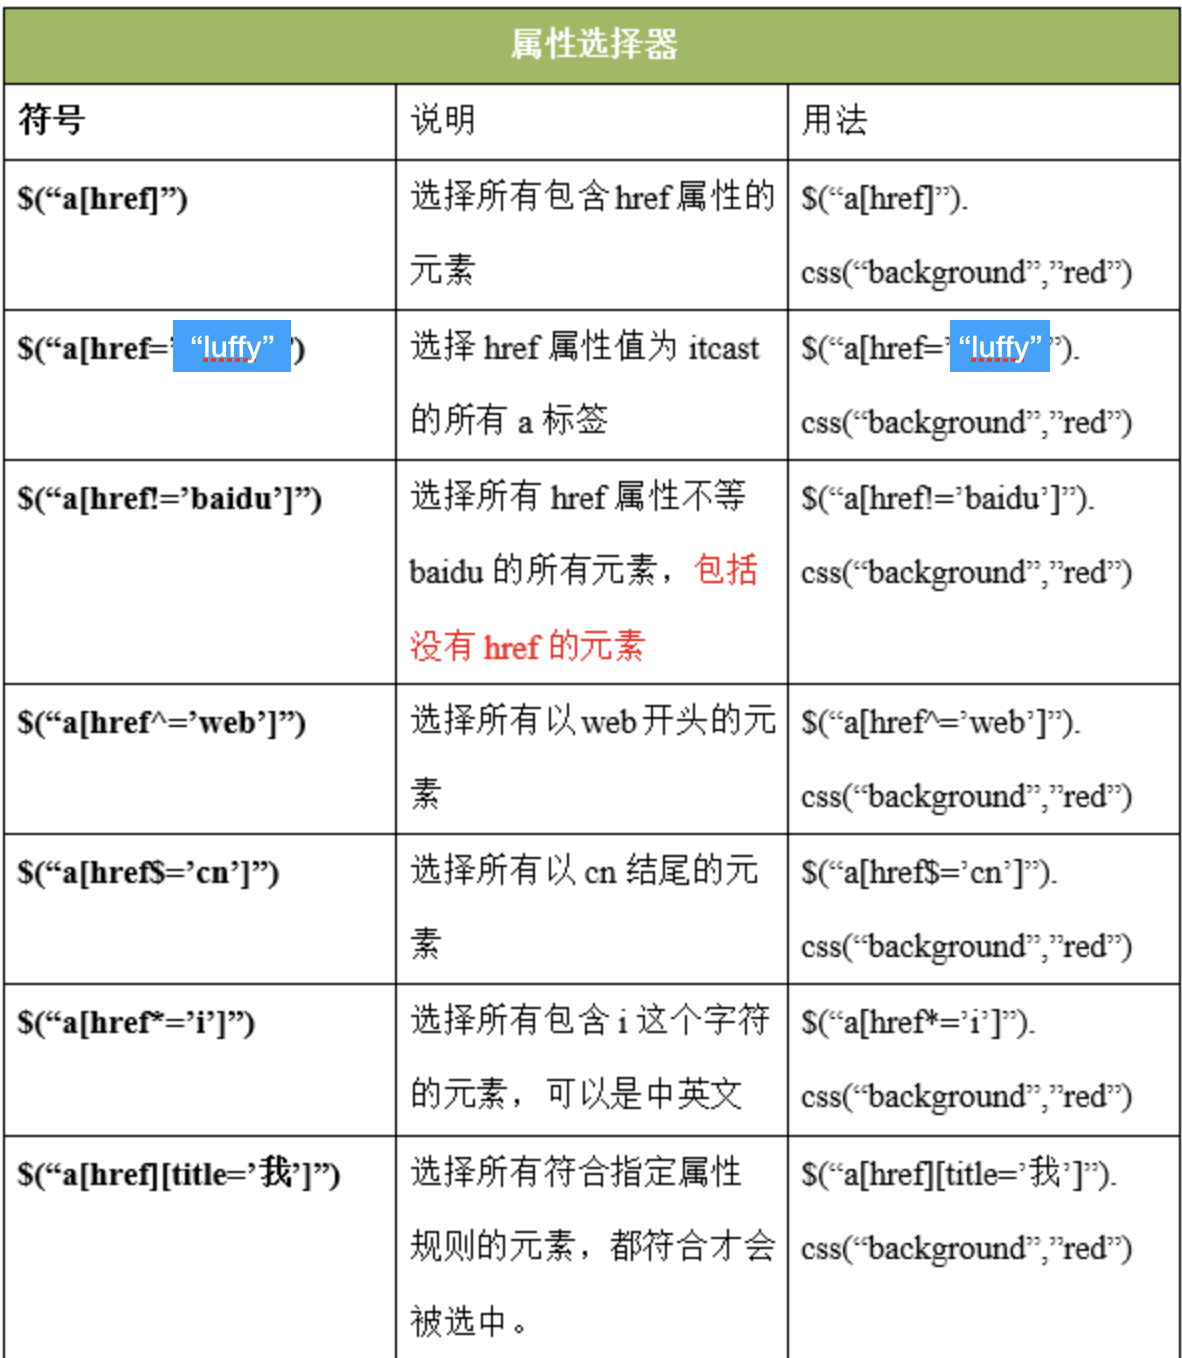 属性选择器
符号 说明 用法
$(“a[href]”) 选择所有包含 href 属性的 $(“a[href]”).
元素 css(“background”,”red”)
$(“a[href=’ “luffy” ’) 选择 href 属性值为 itcast $(“a[href=’ “luffy” ”).
的所有 a 标签 css(“background”,”red”)
$(“a[href!=’baidu’]”) 选择所有 href 属性不等 $(“a[href!=’baidu’]”).
baidu 的所有元素，包括 css(“background”,”red”)
没有 href 的元素
$(“a[href^=’web’]”) 选择所有以 web 开头的元 $(“a[href^=’web’]”).
素 css(“background”,”red”)
$(“a[href$=’cn’]”) 选择所有以 cn 结尾的元 $(“a[href$=’cn’]”).
素 css(“background”,”red”)
$(“a[href*=’i’]”) 选择所有包含 i 这个字符 $(“a[href*=’i’]”).
的元素，可以是中英文 css(“background”,”red”)
$(“a[href][title=’我’]”) 选择所有符合指定属性 $(“a[href][title=’我’]”).
规则的元素，都符合才会 css(“background”,”red”)
被选中。